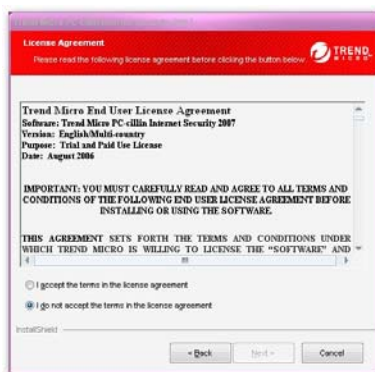 License Agreement
Please read the following license agreement before clicking the button below.
TREND
MICRO
Trend Micro End User License Agreement
Software: Trend Micro PC-cillin Internet Security 2007
Version: English/Multi-country
Purpose: Trial and Paid Use License
Date: August 2006
IMPORTANT: YOU MUST CAREFULLY READ AND AGREE TO ALL TERMS AND
CONDITIONS OF THE FOLLOWING END USER LICENSE AGREEMENT BEFORE
INSTALLING OR USING THE SOFTWARE.
THIS AGREEMENT SETS FORTH THE TERMS AND CONDITIONS UNDER
WHICH TREND MICRO IS WILLING TO LICENSE THE "SOFTWARE" AND
I accept the terms in the license agreement
I do not accept the terms in the license agreement
InstallShield
< Back
Next >
Cancel